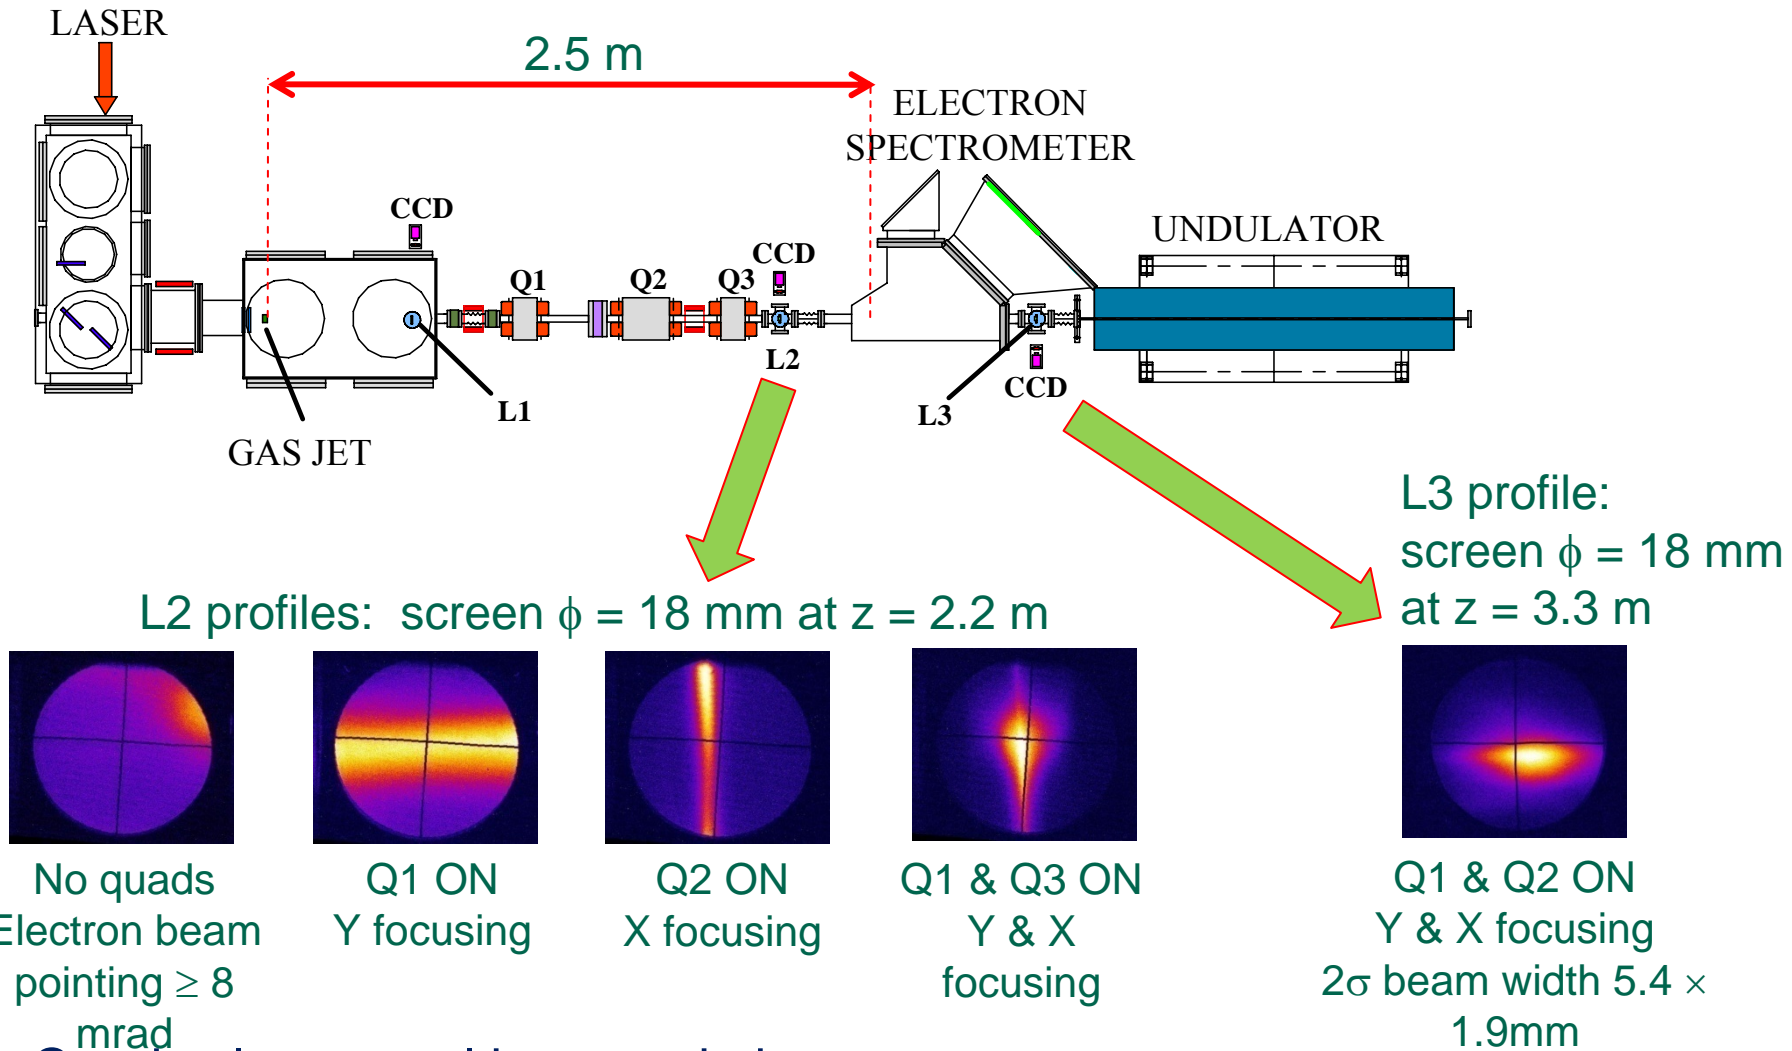 LASER
2.5 m
ELECTRON
SPECTROMETER
UNDULATOR
CCD
CCD
Q1
Q2
Q3
L2
CCD
L1
L3
GAS JET
L3 profile:
screen ϕ = 18 mm
at z = 3.3 m
L2 profiles: screen ϕ = 18 mm at z = 2.2 m
No quads
Electron beam
pointing ≥ 8
mrad
Q1 ON
Y focusing
Q2 ON
X focusing
Q1 & Q3 ON
Y & X
focusing
Q1 & Q2 ON
Y & X focusing
2σ beam width 5.4 ×
1.9mm